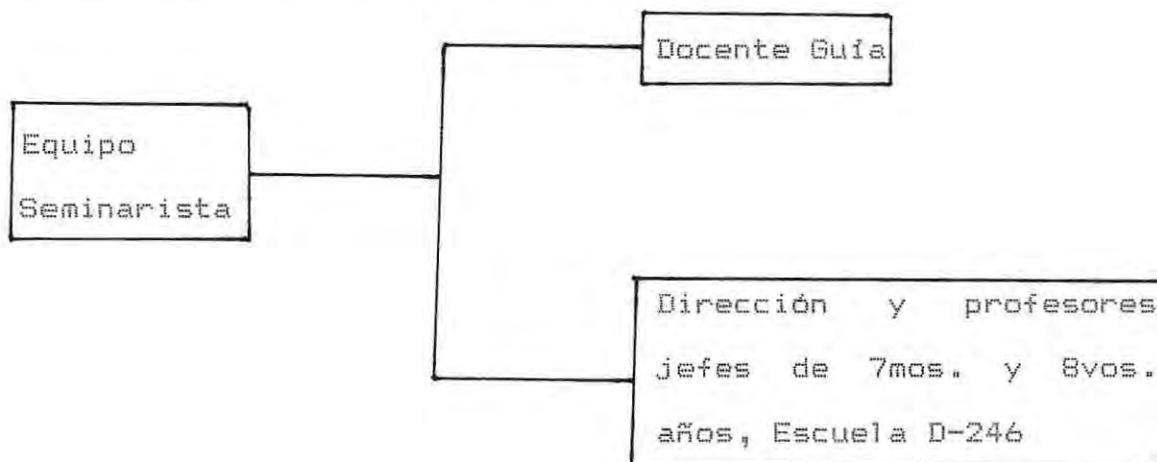 Docente Guía
Equipo
Seminarista
Dirección y profesores
jefes de 7mos. y 8vos.
años, Escuela D-246